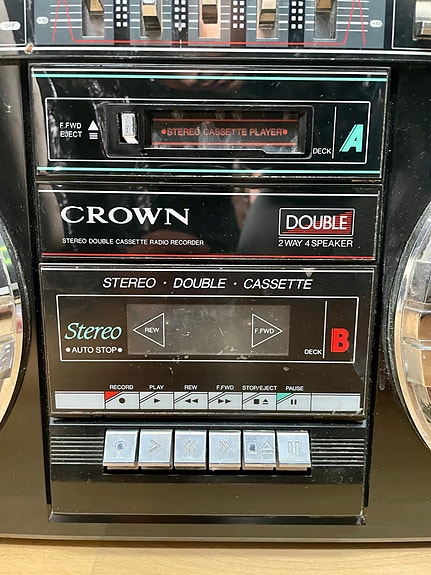 OFF
F.FWD
EJECT
•STEREO CASSETTE PLAYER•
DECK A
CROWN
DOUBLE
STEREO DOUBLE CASSETTE RADIO RECORDER
2 WAY 4 SPEAKER
STEREO · DOUBLE · CASSETTE
Stereo
• AUTO STOP •
REW
F.FWD
DECK B
RECORD PLAY REW F.FWD STOP/EJECT PAUSE